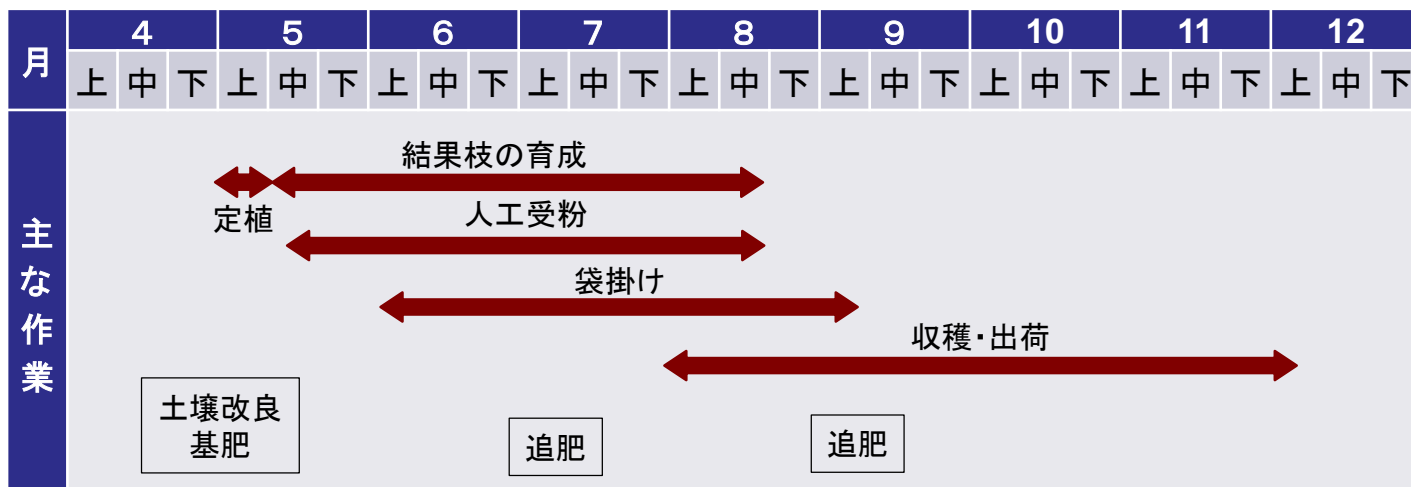 月 4 5 6 7 8 9 10 11 12
上 中 下 上 中 下 上 中 下 上 中 下 上 中 下 上 中 下 上 中 下 上 中 下 上 中 下
主な作業
結果枝の育成
定植
人工受粉
袋掛け
収穫・出荷
土壌改良
基肥
追肥
追肥